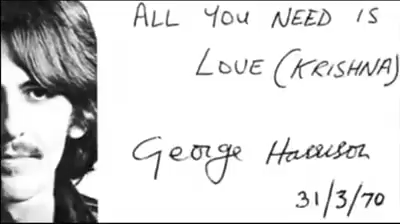 ALL YOU NEED IS
LOVE (KRISHNA)
George Harrison
31/3/70